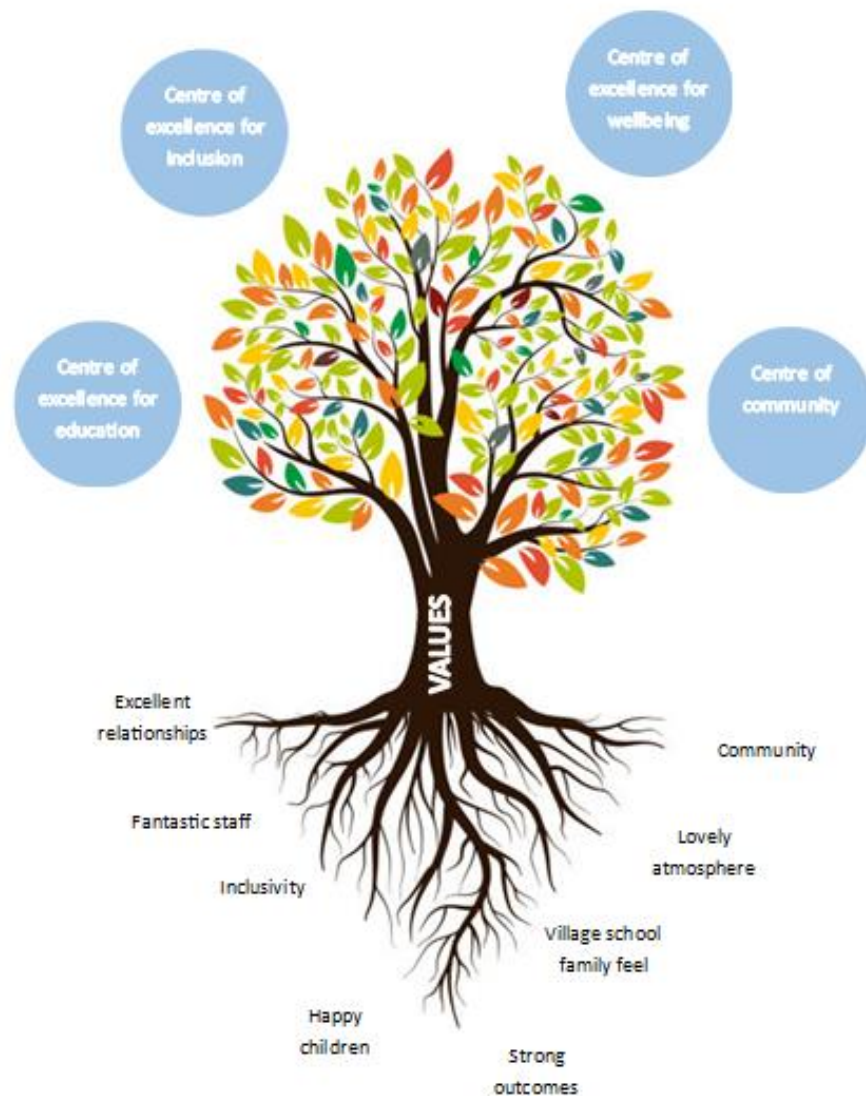 Centre of
excellence for
inclusion
Centre of
excellence for
wellbeing
Centre of
excellence for
education
Centre of
community
VALUES
Excellent
relationships
Community
Fantastic staff
Lovely
atmosphere
Inclusivity
Village school
family feel
Happy
children
Strong
outcomes